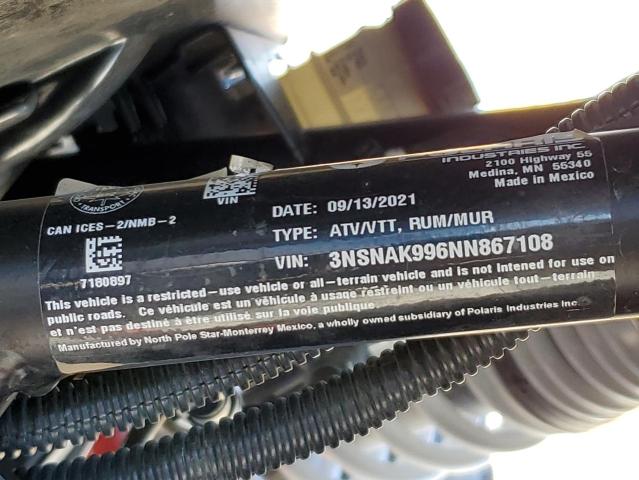 INDUSTRIES INC
2100 Highway 55
Medina, MN 55340
Made in Mexico
TRANSPORT
VIN
CAN ICES-2/NMB-2
7180897
DATE: 09/13/2021
TYPE: ATV/VTT, RUM/MUR
VIN: 3NSNAK996NN867108
This vehicle is a restricted-use vehicle or all-terrain vehicle and is not intended for use on
public roads. Ce véhicule est un véhicule à usage restreint ou un véhicule tout-terrain
et n'est pas destiné à être utilisé sur la voie publique.
Manufactured by North Pole Star-Monterrey Mexico, a wholly owned subsidiary of Polaris Industries Inc